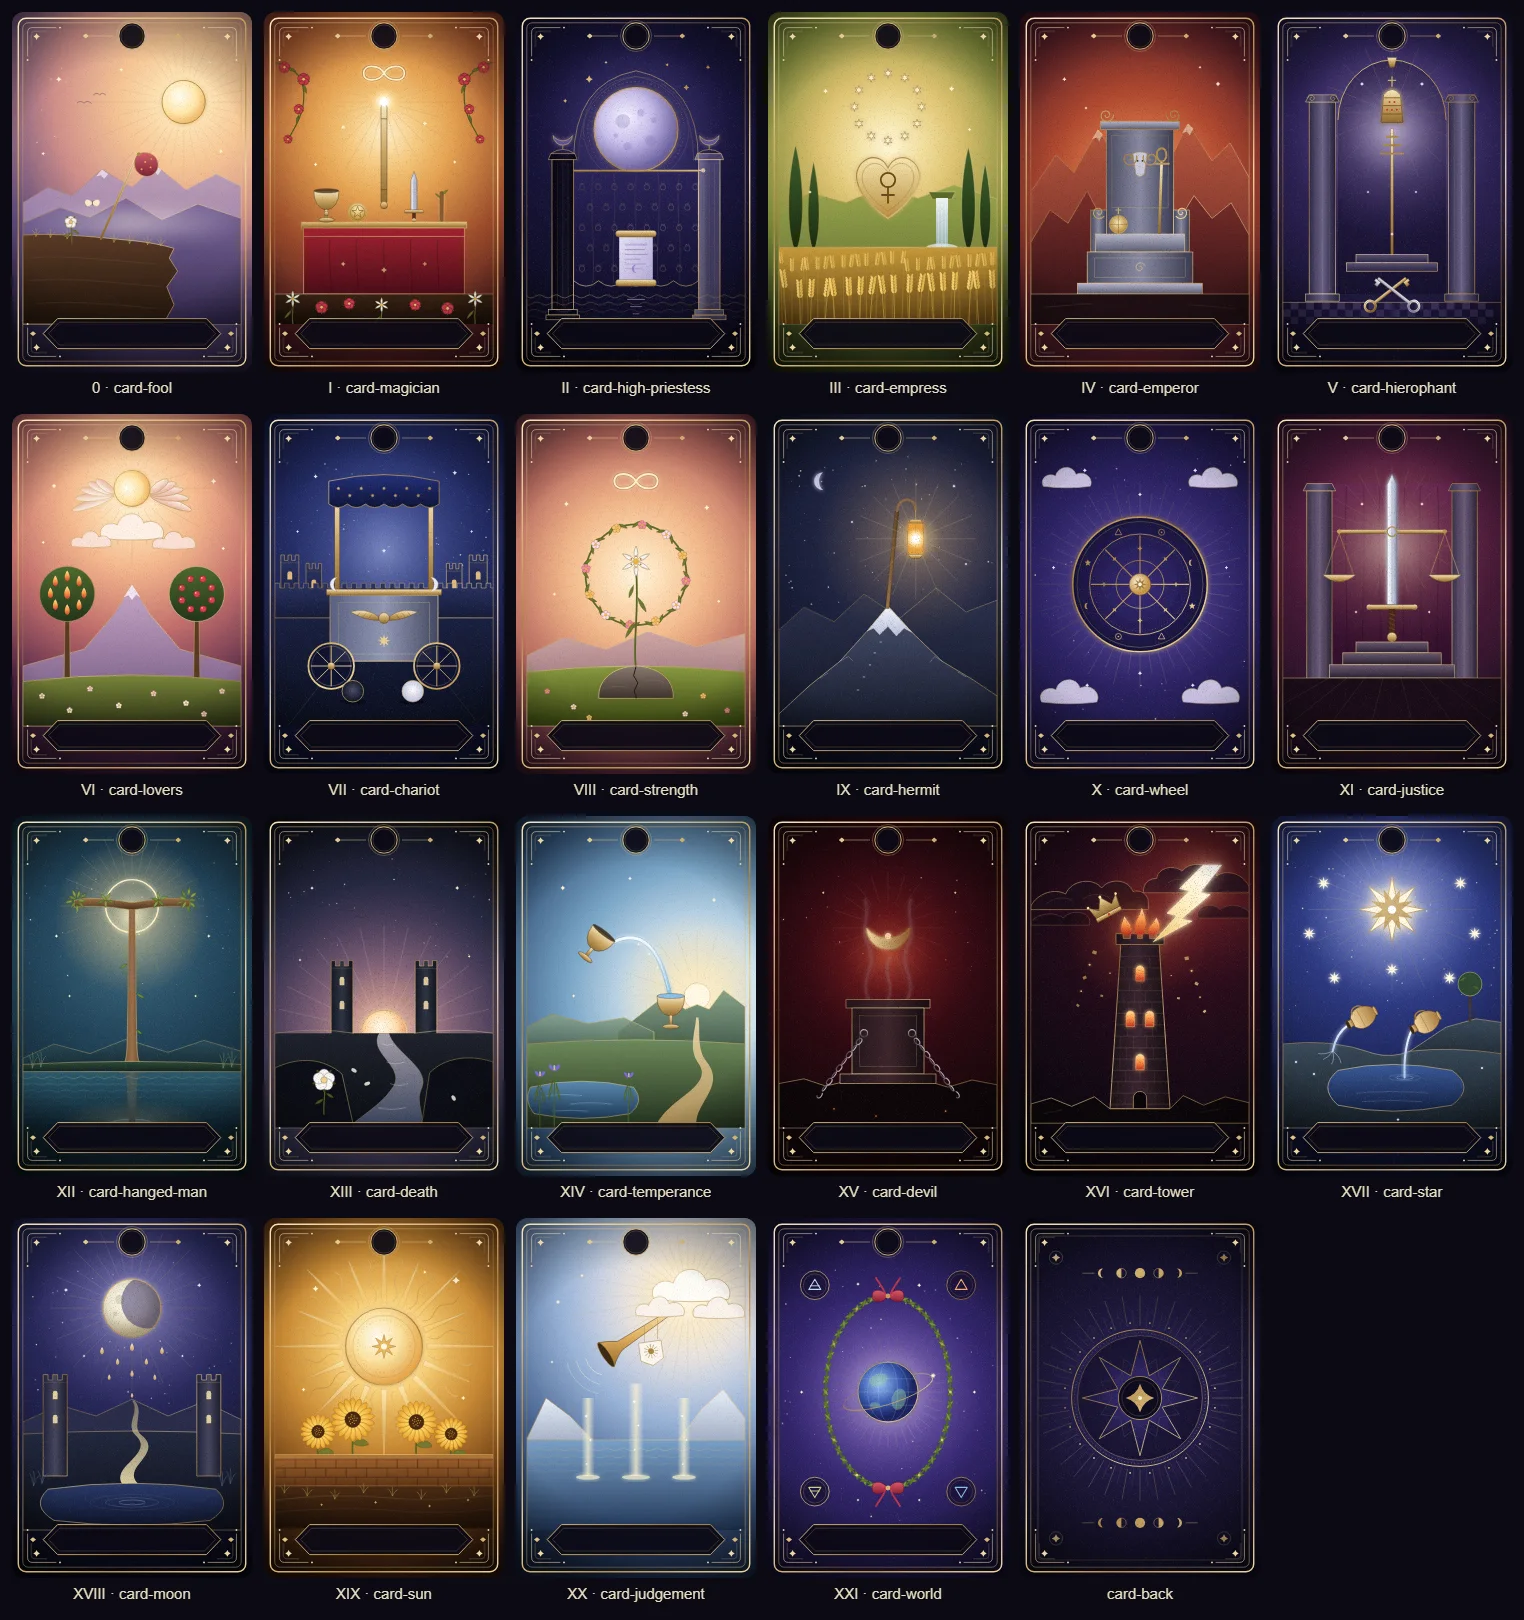 0 · card-fool
I · card-magician
II · card-high-priestess
III · card-empress
IV · card-emperor
V · card-hierophant
VI · card-lovers
VII · card-chariot
VIII · card-strength
IX · card-hermit
X · card-wheel
XI · card-justice
XII · card-hanged-man
XIII · card-death
XIV · card-temperance
XV · card-devil
XVI · card-tower
XVII · card-star
XVIII · card-moon
XIX · card-sun
XX · card-judgement
XXI · card-world
card-back